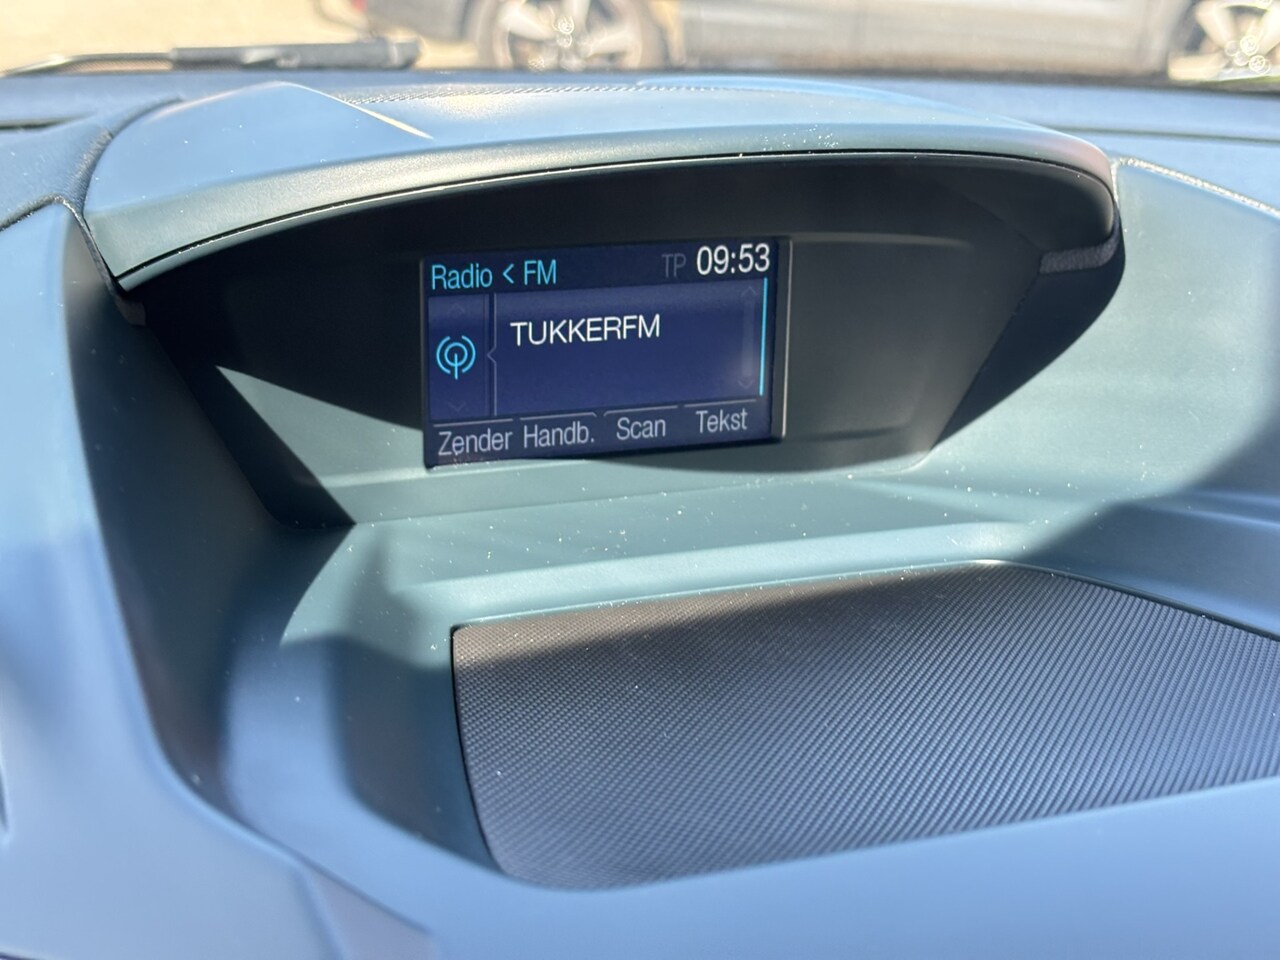 Radio < FM TP 09:53
TUKKERFM
Zender Handb. Scan Tekst